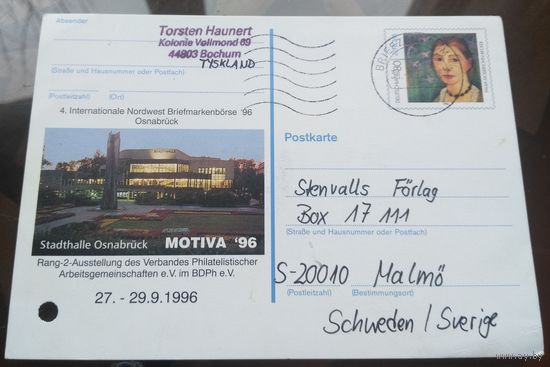 Absender
Torsten Haunert
Kolonie Vollmond 69
44803 Bochum
TYSKLAND
(Straße und Hausnummer oder Postfach)
(Postleitzahl) (Ort)
4. Internationale Nordwest Briefmarkenbörse '96
Osnabrück
Stadthalle Osnabrück MOTIVA '96
Rang-2-Ausstellung des Verbandes Philatelistischer
Arbeitsgemeinschaften e.V. im BDPh e.V.
27. - 29.9.1996
80
Postkarte
Stenvalls Förlag
Box 17 111
(Straße und Hausnummer oder Postfach)
S-20010 Malmö
(Postleitzahl) (Bestimmungsort)
Schweden / Sverige